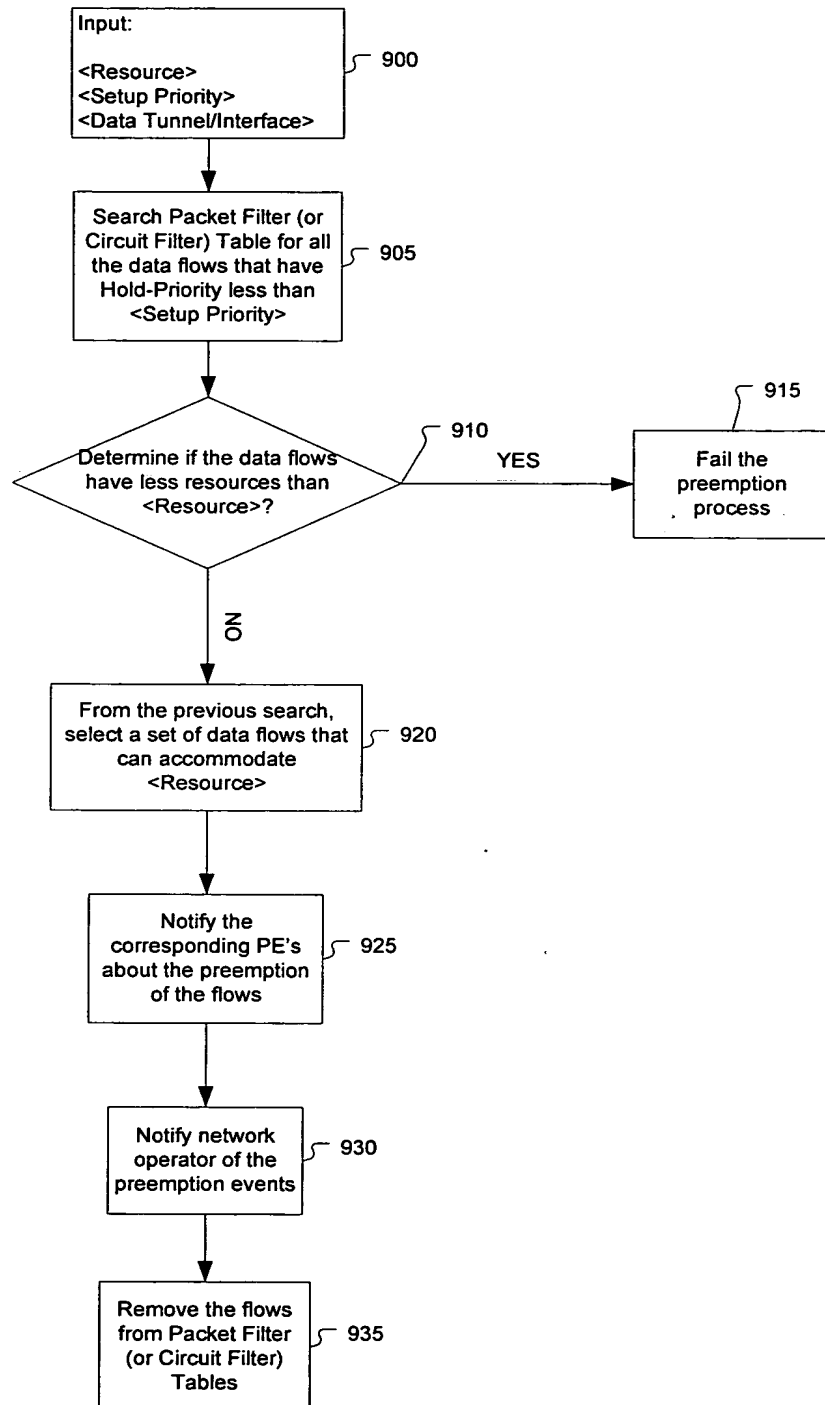 Input:
<Resource>
<Setup Priority>
<Data Tunnel/Interface>
900
Search Packet Filter (or
Circuit Filter) Table for all
the data flows that have
Hold-Priority less than
<Setup Priority>
905
Determine if the data flows
have less resources than
<Resource>?
910
YES
915
Fail the
preemption
process
NO
From the previous search,
select a set of data flows that
can accommodate
<Resource>
920
Notify the
corresponding PE's
about the preemption
of the flows
925
Notify network
operator of the
preemption events
930
Remove the flows
from Packet Filter
(or Circuit Filter)
Tables
935